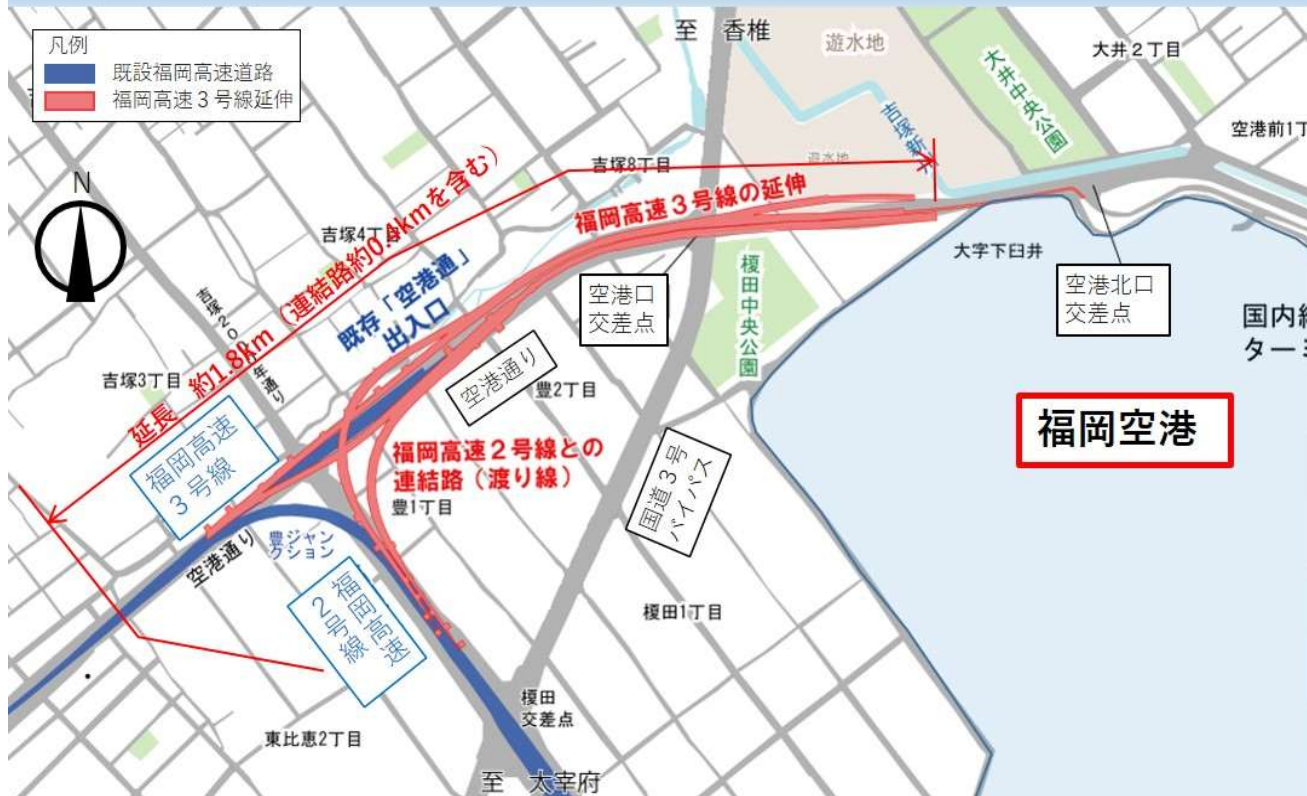 凡例
既設福岡高速道路
福岡高速３号線延伸
N
至　香椎
遊水地
大井２丁目
大井中央公園
吉塚新川
空港前1丁
吉塚8丁目
遊水地
延長　約1.8km（連結路約0.4kmを含む）
福岡高速３号線の延伸
吉塚4丁目
既存「空港通」
出入口
大字下臼井
空港口
交差点
榎田中央公園
空港北口
交差点
国内線
ター
吉塚3丁目
空港通り
豊2丁目
福岡空港
福岡高速
３号線
福岡高速２号線との
連結路（渡り線）
豊1丁目
国道３号
バイパス
空港通り
豊ジャン
クション
福岡高速
２号線
榎田1丁目
榎田
交差点
東比恵2丁目
至　太宰府